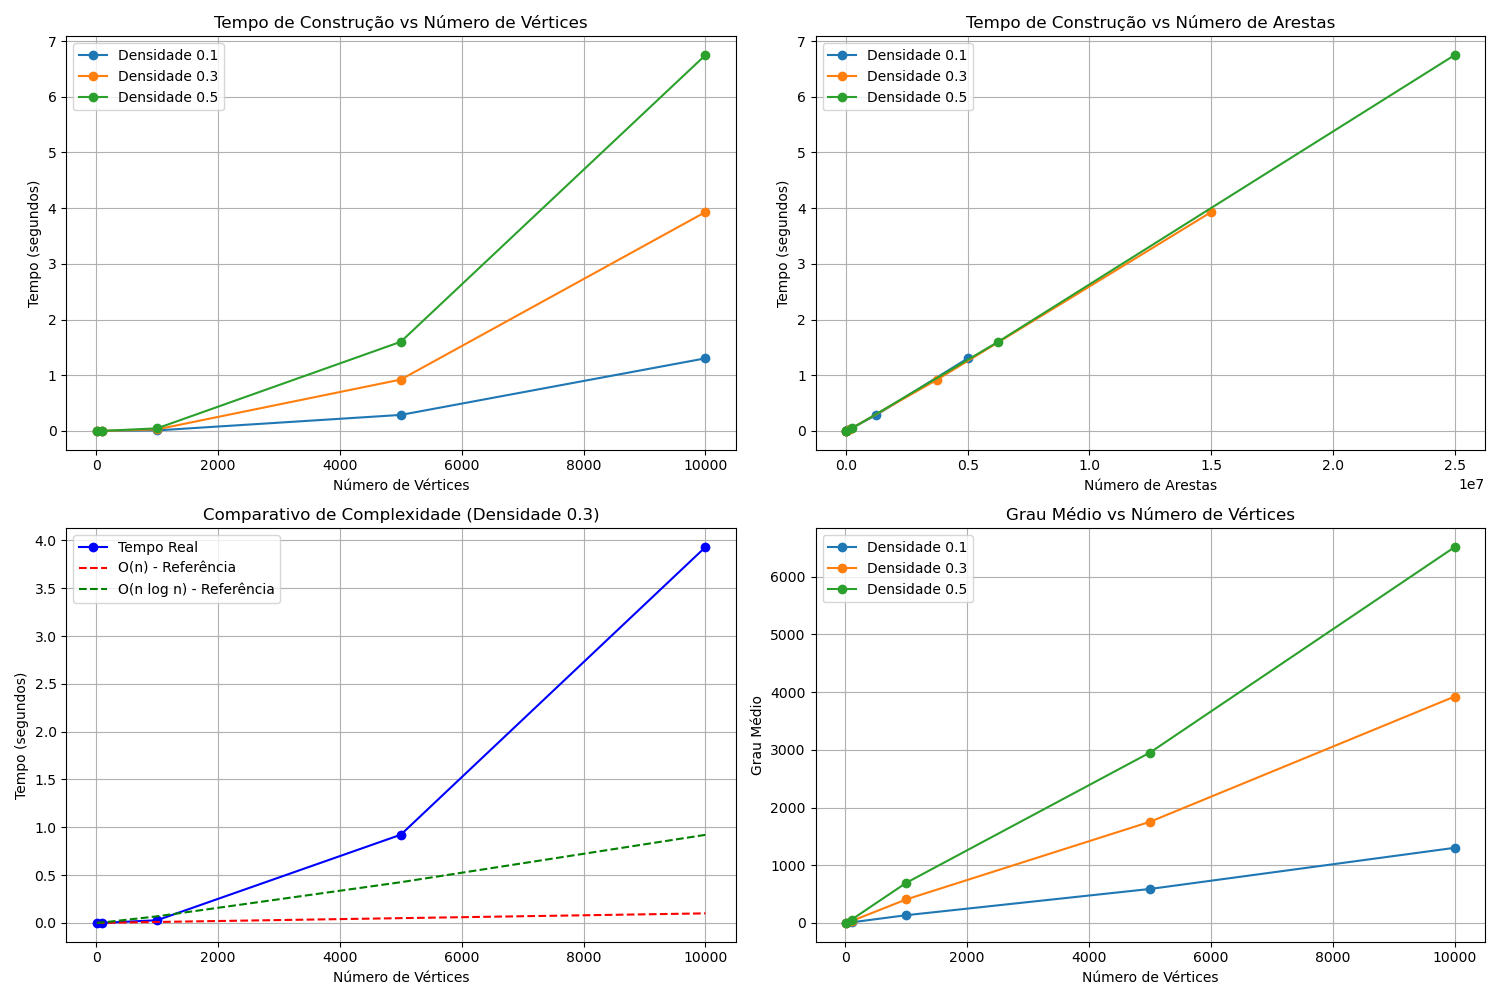 Tempo de Construção vs Número de Vértices
Densidade 0.1
Densidade 0.3
Densidade 0.5
7
6
5
4
3
2
1
0
Tempo (segundos)
0
2000
4000
6000
8000
10000
Número de Vértices
Tempo de Construção vs Número de Arestas
Densidade 0.1
Densidade 0.3
Densidade 0.5
7
6
5
4
3
2
1
0
Tempo (segundos)
0.0
0.5
1.0
1.5
2.0
2.5
1e7
Número de Arestas
Comparativo de Complexidade (Densidade 0.3)
Tempo Real
O(n) - Referência
O(n log n) - Referência
4.0
3.5
3.0
2.5
2.0
1.5
1.0
0.5
0.0
Tempo (segundos)
0
2000
4000
6000
8000
10000
Número de Vértices
Grau Médio vs Número de Vértices
Densidade 0.1
Densidade 0.3
Densidade 0.5
6000
5000
4000
3000
2000
1000
0
Grau Médio
0
2000
4000
6000
8000
10000
Número de Vértices